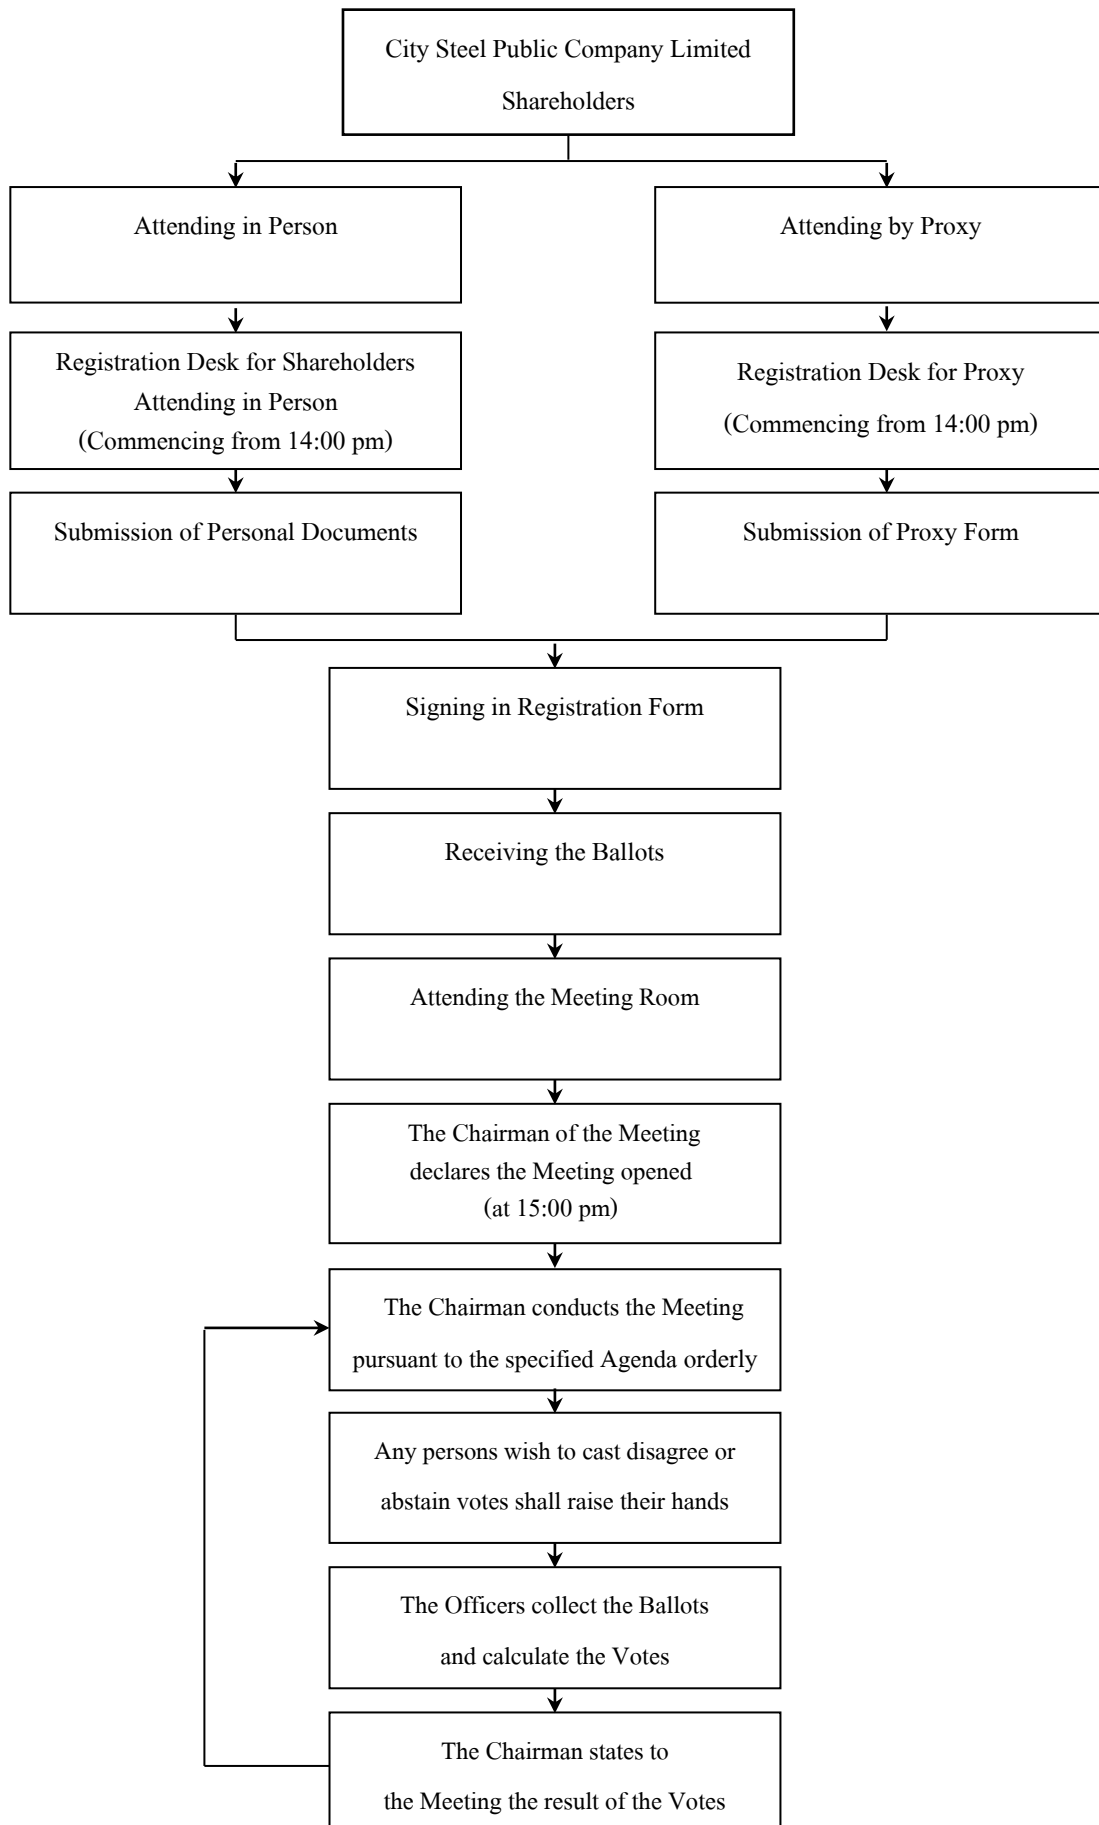 City Steel Public Company Limited
Shareholders
Attending in Person
Attending by Proxy
Registration Desk for Shareholders
Attending in Person
(Commencing from 14:00 pm)
Registration Desk for Proxy
(Commencing from 14:00 pm)
Submission of Personal Documents
Submission of Proxy Form
Signing in Registration Form
Receiving the Ballots
Attending the Meeting Room
The Chairman of the Meeting
declares the Meeting opened
(at 15:00 pm)
The Chairman conducts the Meeting
pursuant to the specified Agenda orderly
Any persons wish to cast disagree or
abstain votes shall raise their hands
The Officers collect the Ballots
and calculate the Votes
The Chairman states to
the Meeting the result of the Votes